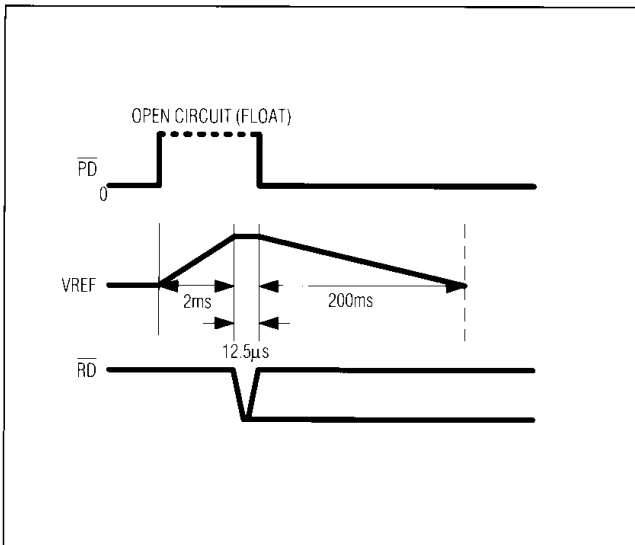 OPEN CIRCUIT (FLOAT)
PD
0
VREF
2ms
200ms
12.5µs
RD